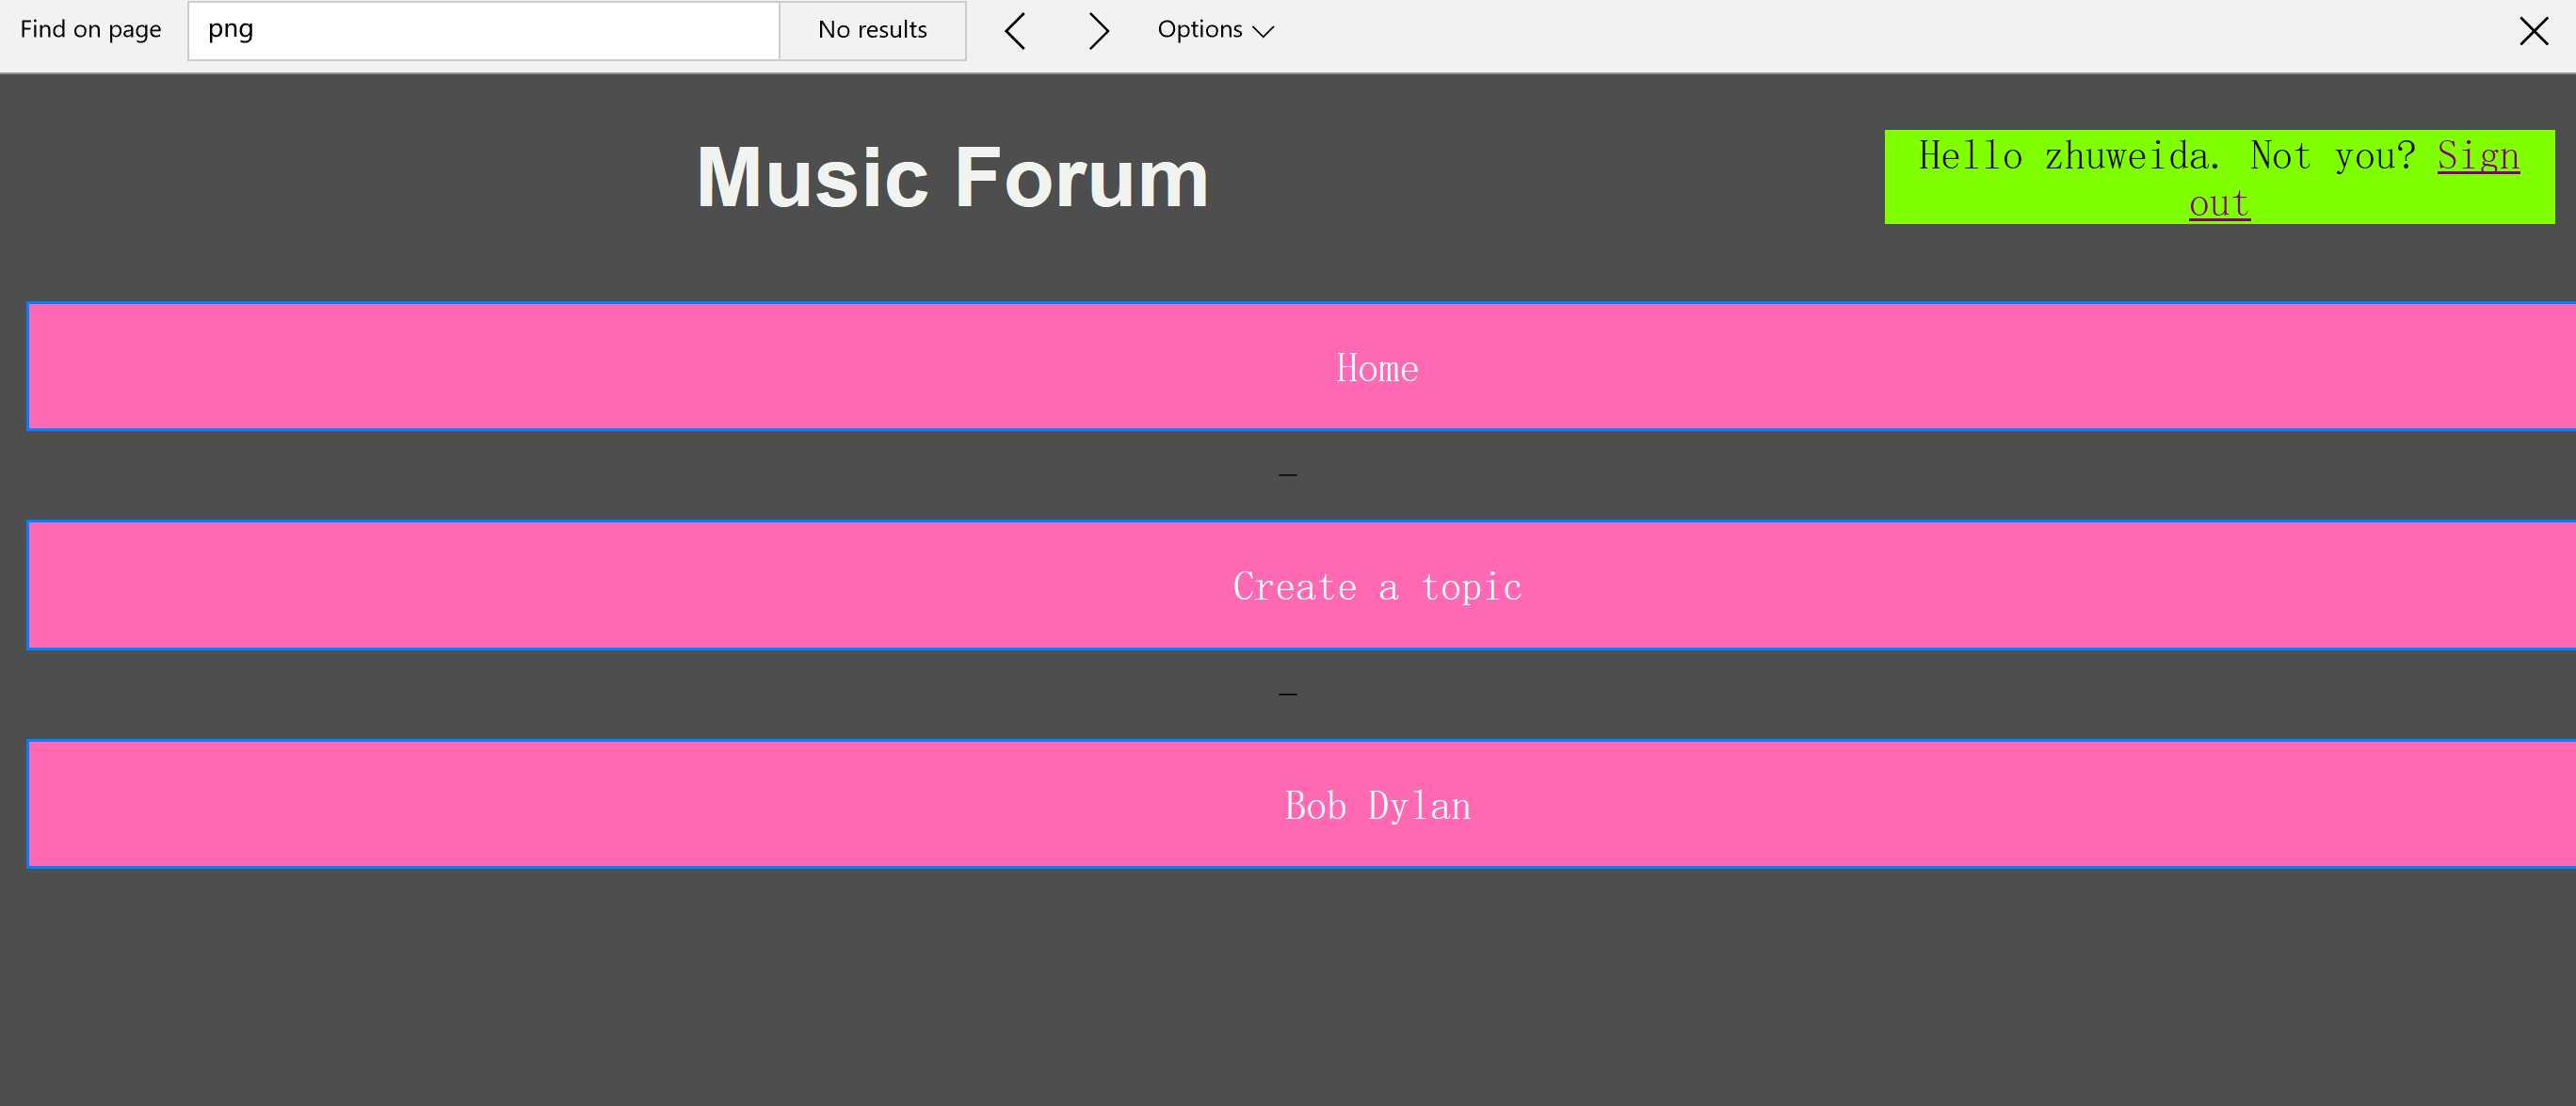 Find on page png No results Options
Music Forum
Hello zhuweida. Not you? Sign
out
Home
-
Create a topic
-
Bob Dylan